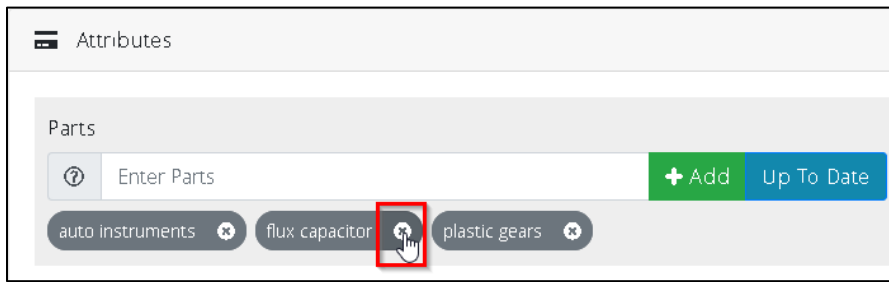 Attributes
Parts
Enter Parts
Add Up To Date
auto instruments flux capacitor plastic gears